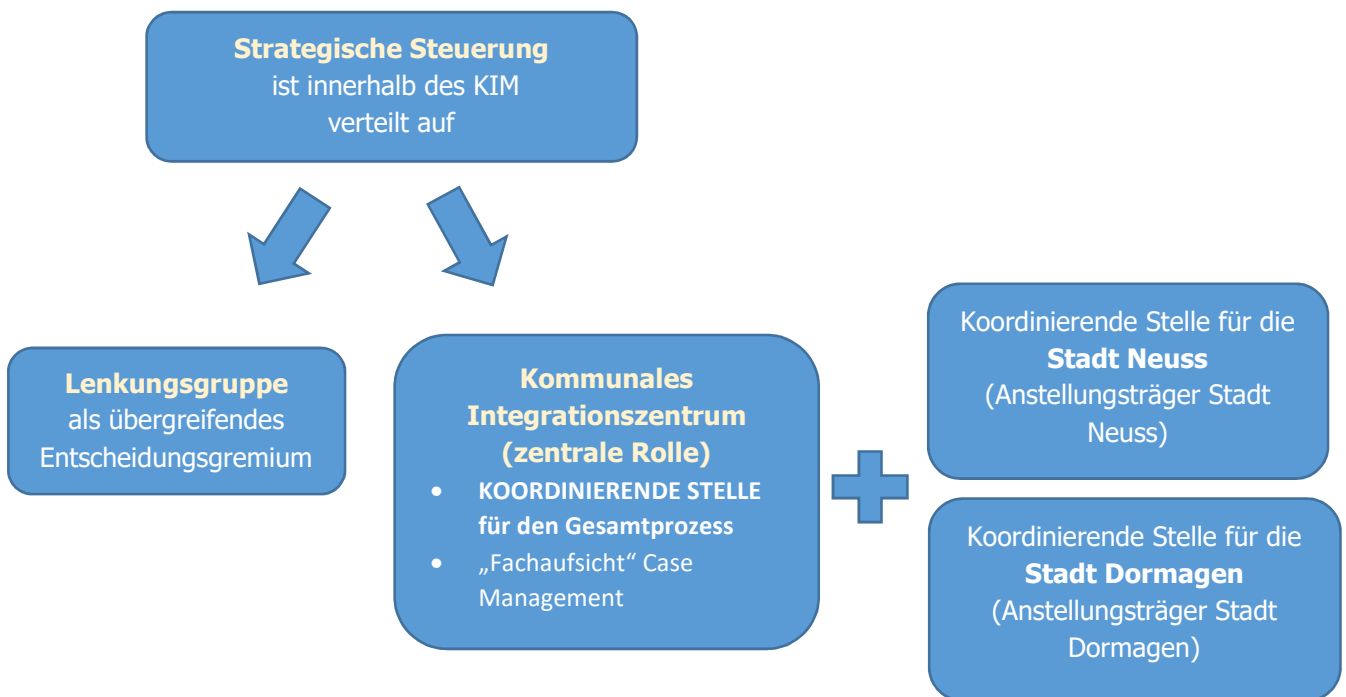 Strategische Steuerung
ist innerhalb des KIM
verteilt auf
Lenkungsgruppe
als übergreifendes
Entscheidungsgremium
Kommunales
Integrationszentrum
(zentrale Rolle)
• KOORDINIERENDE STELLE
für den Gesamtprozess
• „Fachaufsicht“ Case
Management
Koordinierende Stelle für die
Stadt Neuss
(Anstellungsträger Stadt
Neuss)
Koordinierende Stelle für die
Stadt Dormagen
(Anstellungsträger Stadt
Dormagen)